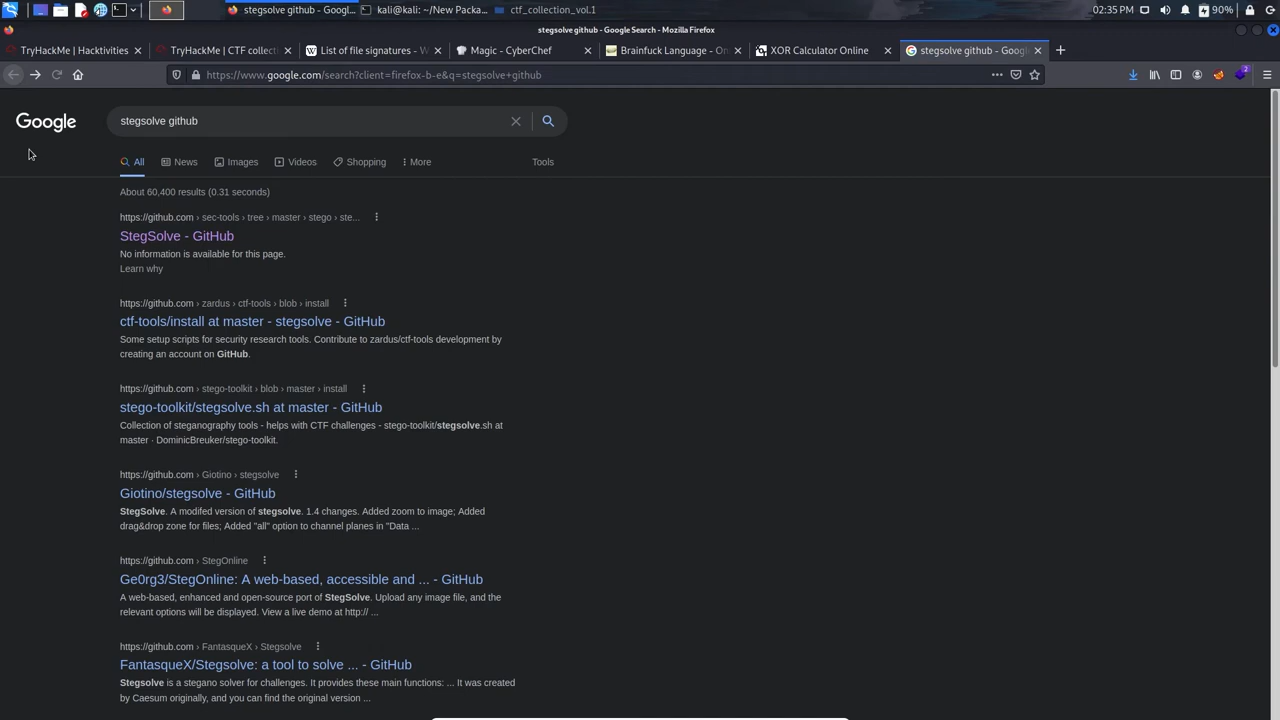 stegsolve github - Googl...
kali@kali: ~/New Packa...
ctf_collection_vol.1
02:35 PM
90%
stegsolve github - Google Search - Mozilla Firefox
TryHackMe | Hacktivities
TryHackMe | CTF collec
List of file signatures - W
Magic - CyberChef
Brainfuck Language - On
XOR Calculator Online
stegsolve github - Googl
https://www.google.com/search?client=firefox-b-e&q=stegsolve+github
2
Google
stegsolve github
All
News
Images
Videos
Shopping
More
Tools
About 60,400 results (0.31 seconds)
https://github.com › sec-tools › tree › master › stego › ste...
StegSolve - GitHub
No information is available for this page.
Learn why
https://github.com › zardus › ctf-tools › blob › install
ctf-tools/install at master - stegsolve - GitHub
Some setup scripts for security research tools. Contribute to zardus/ctf-tools development by
creating an account on GitHub.
https://github.com › stego-toolkit › blob › master › install
stego-toolkit/stegsolve.sh at master - GitHub
Collection of steganography tools - helps with CTF challenges - stego-toolkit/stegsolve.sh at
master · DominicBreuker/stego-toolkit.
https://github.com › Giotino › stegsolve
Giotino/stegsolve - GitHub
StegSolve. A modifed version of stegsolve. 1.4 changes. Added zoom to image; Added
drag&drop zone for files; Added "all" option to channel planes in "Data ...
https://github.com › StegOnline
Ge0rg3/StegOnline: A web-based, accessible and ... - GitHub
A web-based, enhanced and open-source port of StegSolve. Upload any image file, and the
relevant options will be displayed. View a live demo at http:// ...
https://github.com › FantasqueX › Stegsolve
FantasqueX/Stegsolve: a tool to solve ... - GitHub
Stegsolve is a stegano solver for challenges. It provides these main functions: ... It was created
by Caesum originally, and you can find the original version ...